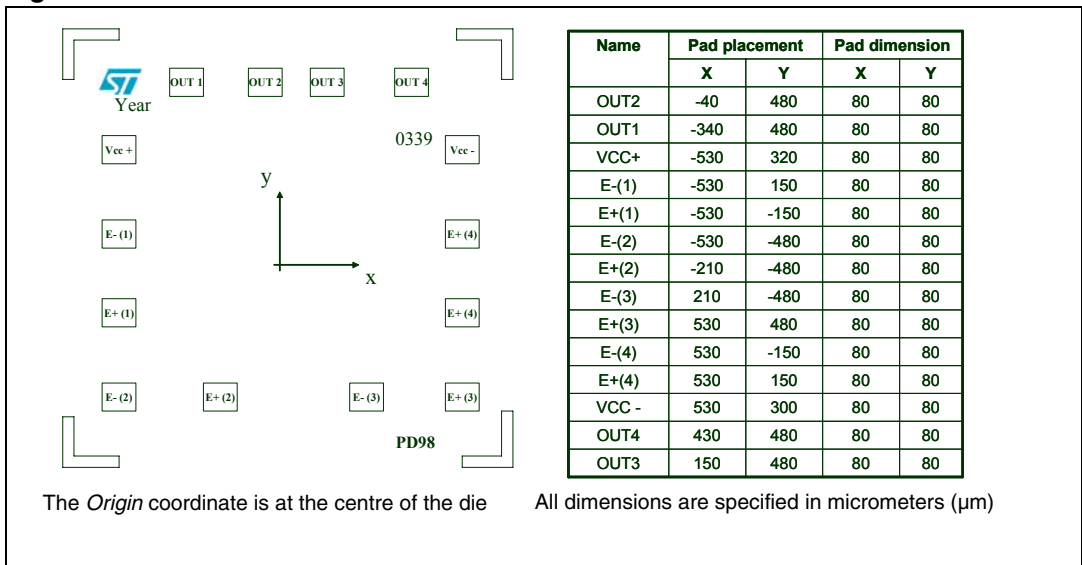 ST
Year
OUT 1
OUT 2
OUT 3
OUT 4
Vcc +
0339
Vcc -
y
E- (1)
E+ (4)
x
E+ (1)
E+ (4)
E- (2)
E+ (2)
E- (3)
E+ (3)
PD98
The Origin coordinate is at the centre of the die
Name Pad placement Pad dimension
X Y X Y
OUT2 -40 480 80 80
OUT1 -340 480 80 80
VCC+ -530 320 80 80
E-(1) -530 150 80 80
E+(1) -530 -150 80 80
E-(2) -530 -480 80 80
E+(2) -210 -480 80 80
E-(3) 210 -480 80 80
E+(3) 530 480 80 80
E-(4) 530 -150 80 80
E+(4) 530 150 80 80
VCC - 530 300 80 80
OUT4 430 480 80 80
OUT3 150 480 80 80
All dimensions are specified in micrometers (µm)